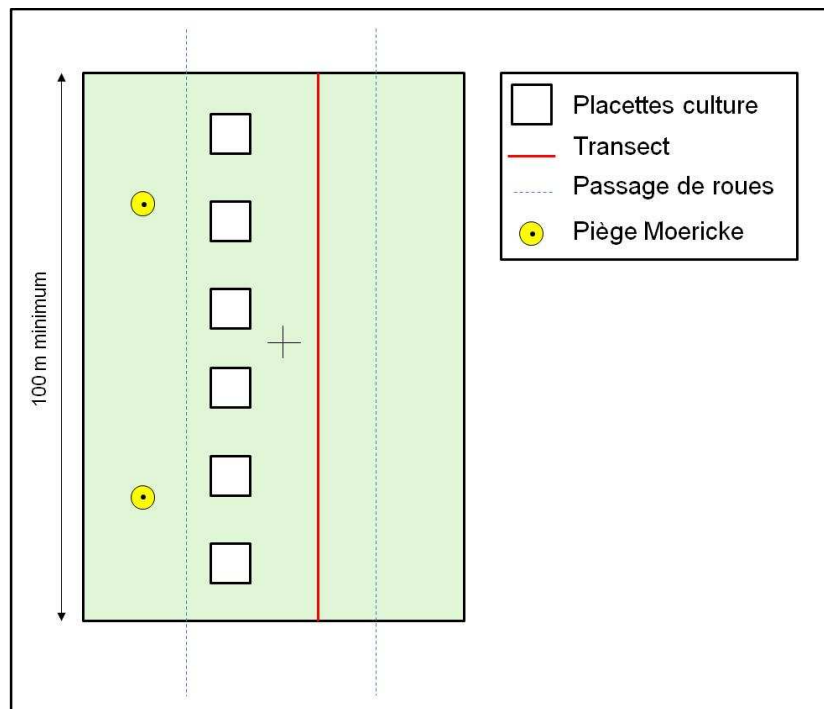 100 m minimum
Placettes culture
Transect
Passage de roues
Piège Moericke